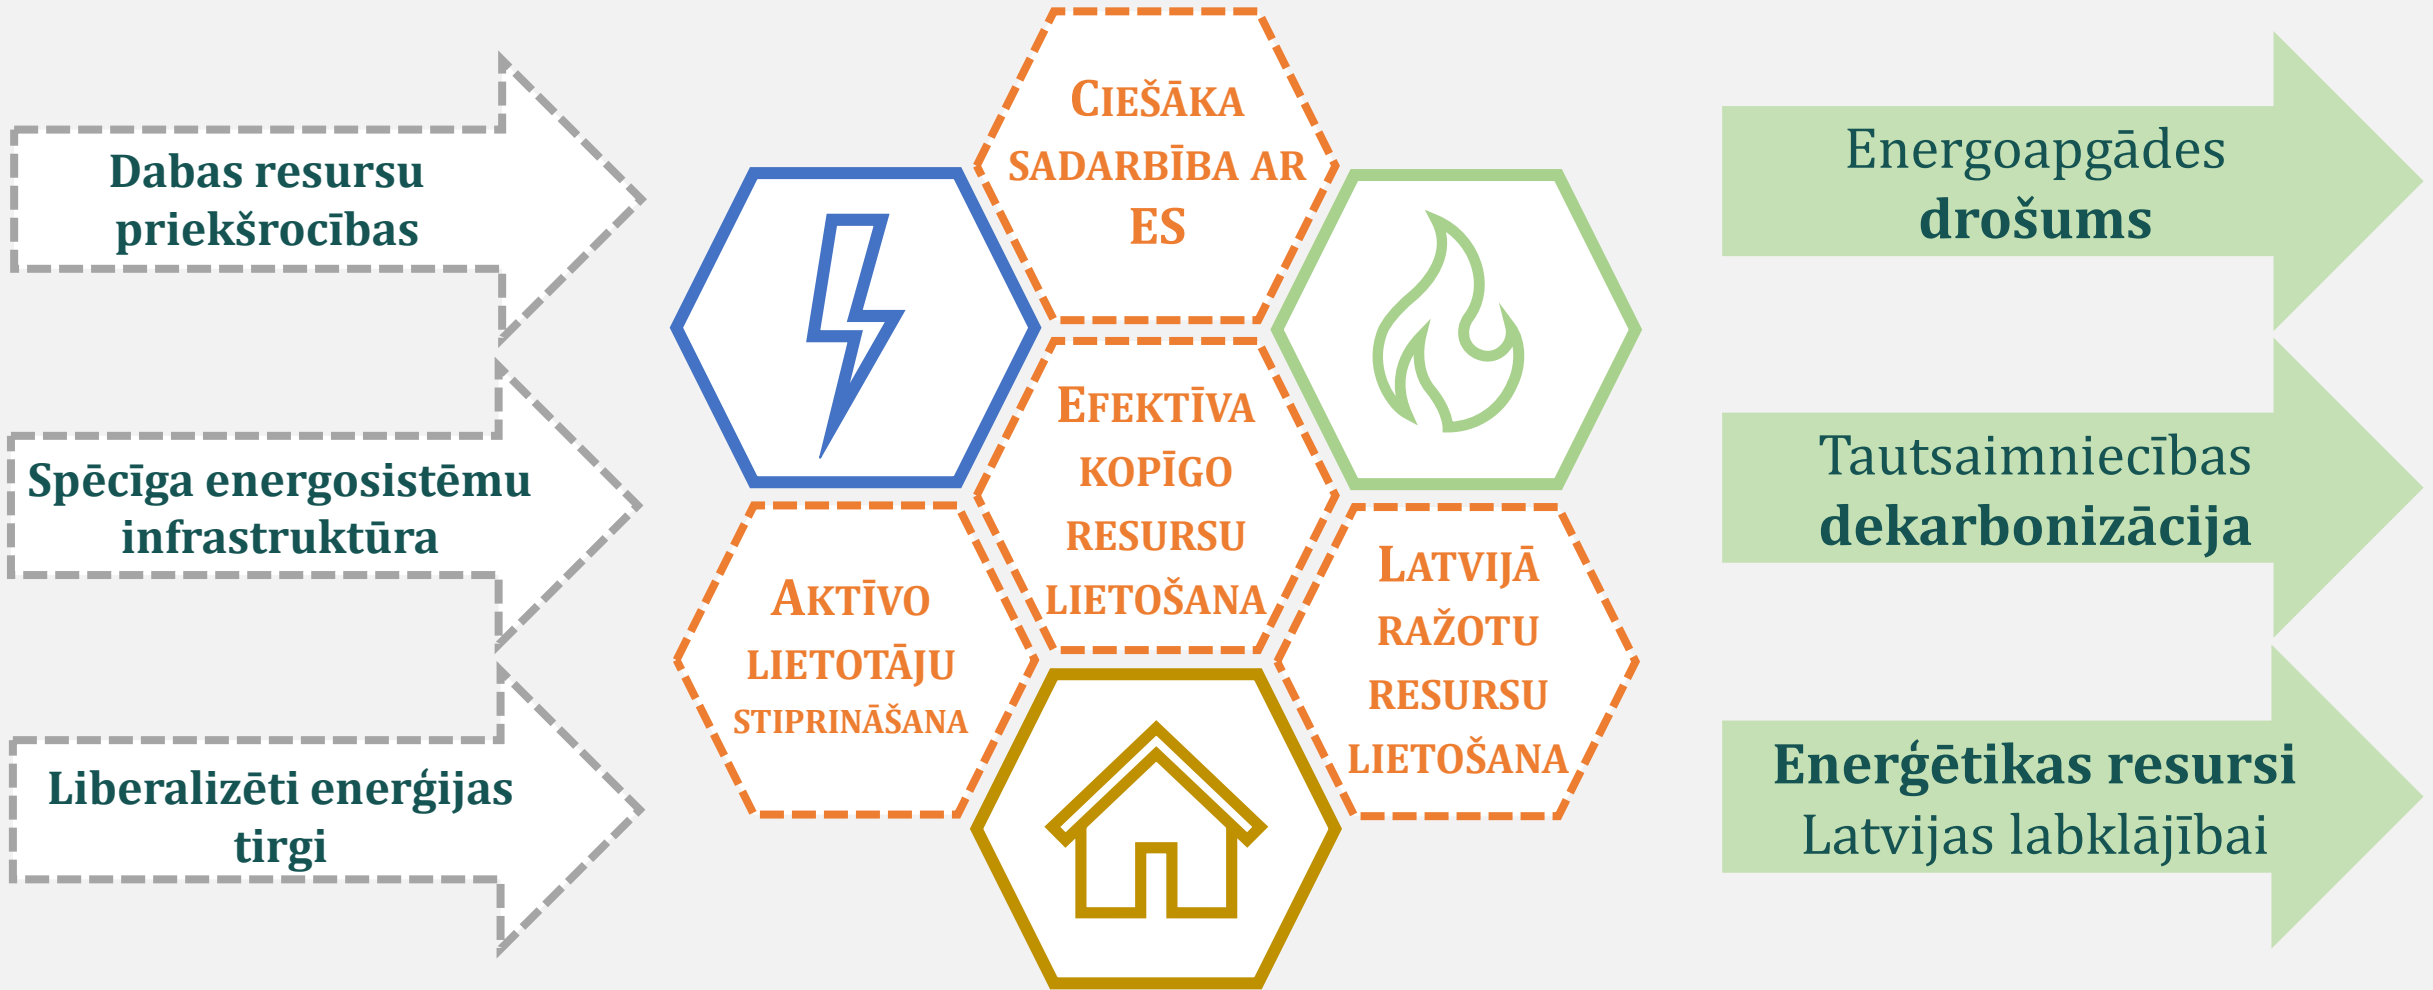 Dabas resursu
priekšrocības
Spēcīga energosistēmu
infrastruktūra
Liberalizēti enerģijas
tirgi
CIEŠĀKA
SADARBĪBA AR
ES
EFEKTĪVA
KOPĪGO
RESURSU
LIETOŠANA
AKTĪVO
LIETOTĀJU
STIPRINĀŠANA
LATVIJĀ
RAŽOTU
RESURSU
LIETOŠANA
Energoapgādes
drošums
Tautsaimniecības
dekarbonizācija
Enerģētikas resursi
Latvijas labklājībai